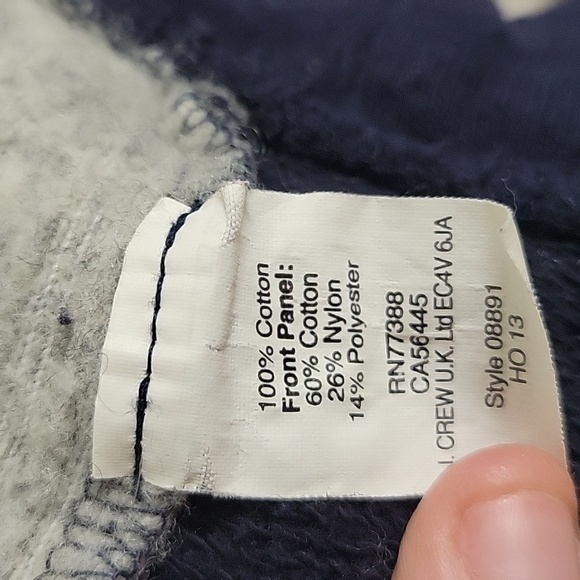 100% Cotton
Front Panel:
60% Cotton
26% Nylon
14% Polyester
RN77388
CA56445
J. CREW U.K. Ltd EC4V 6JA
Style 08891
HO 13